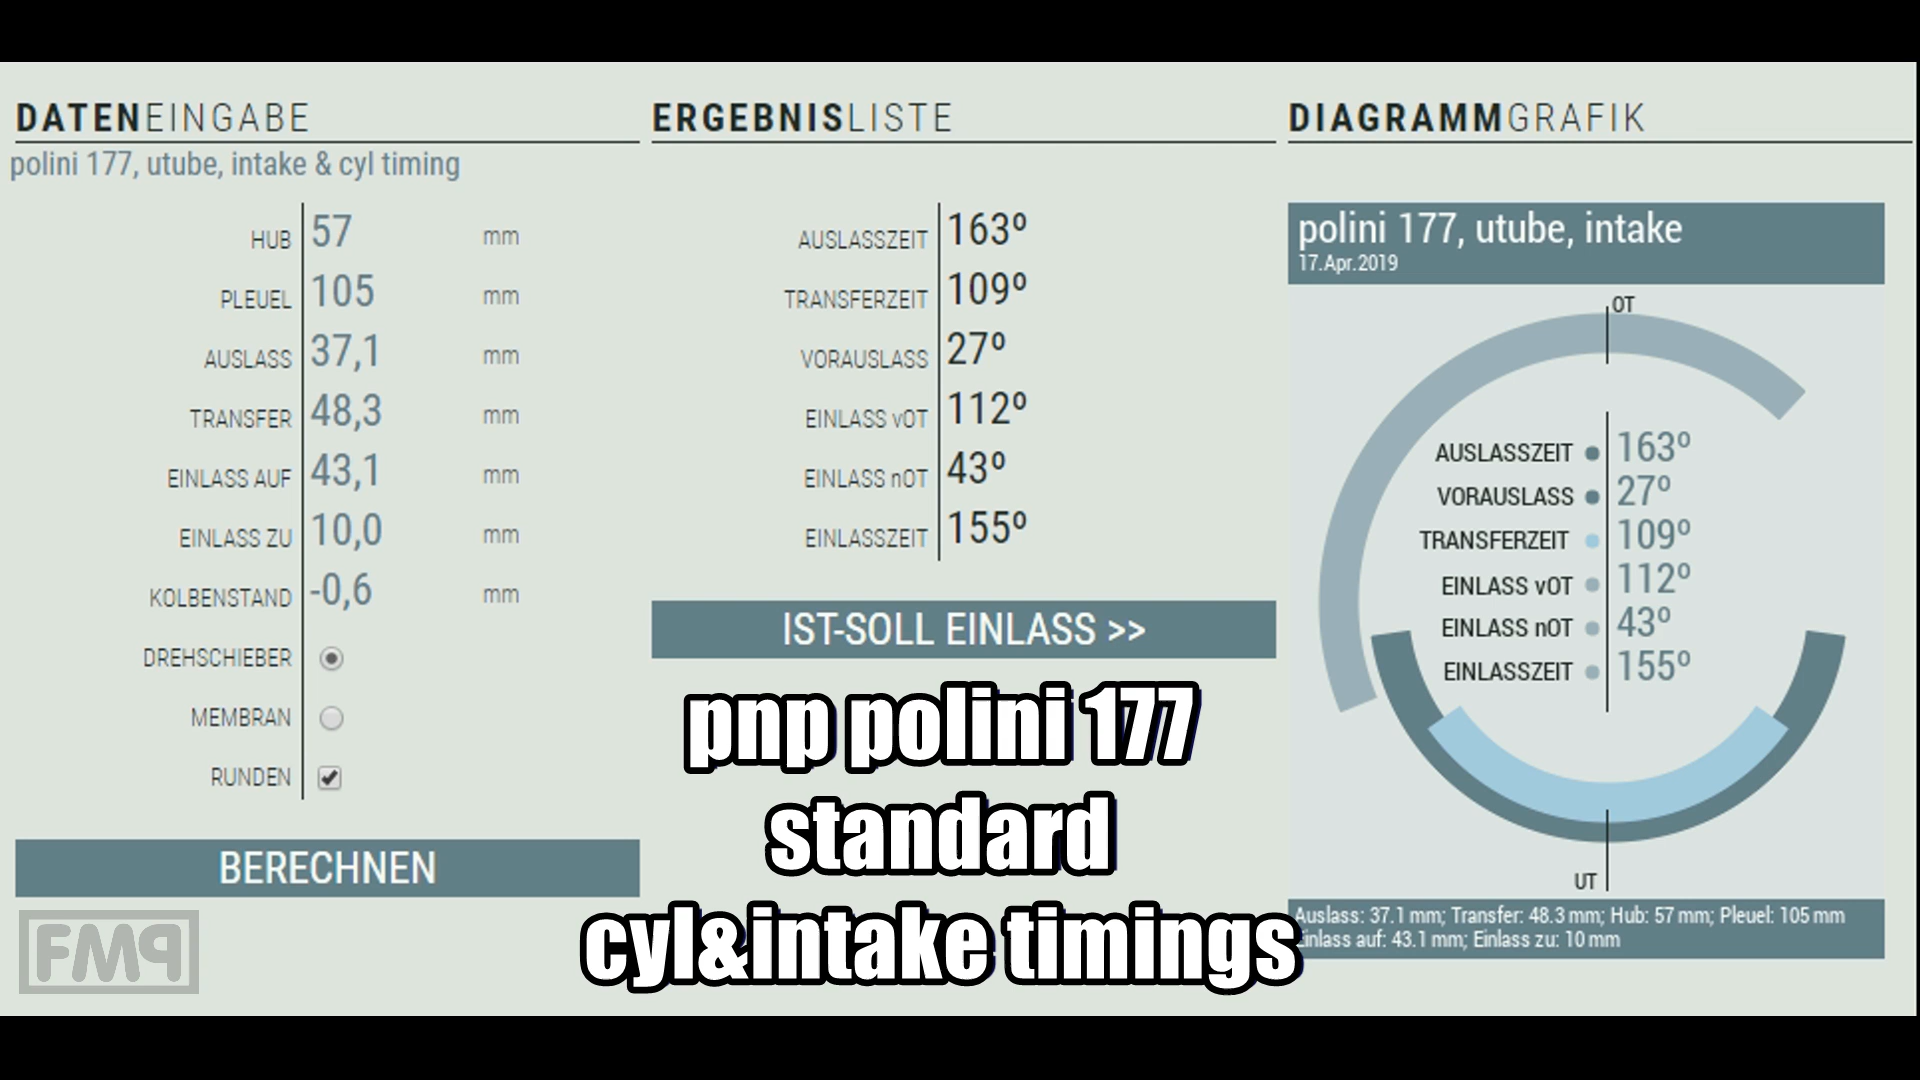 DATENEINGABE
polini 177, utube, intake & cyl timing
HUB 57 mm
PLEUEL 105 mm
AUSLASS 37,1 mm
TRANSFER 48,3 mm
EINLASS AUF 43,1 mm
EINLASS ZU 10,0 mm
KOLBENSTAND -0,6 mm
DREHSCHIEBER
MEMBRAN
RUNDEN
BERECHNEN
FMP
ERGEBNISLISTE
AUSLASSZEIT 163º
TRANSFERZEIT 109º
VORAUSLASS 27º
EINLASS vOT 112º
EINLASS nOT 43º
EINLASSZEIT 155º
IST-SOLL EINLASS >>
pnp polini 177
standard
cyl&intake timings
DIAGRAMMGRAFIK
polini 177, utube, intake
17.Apr.2019
OT
AUSLASSZEIT 163º
VORAUSLASS 27º
TRANSFERZEIT 109º
EINLASS vOT 112º
EINLASS nOT 43º
EINLASSZEIT 155º
UT
Auslass: 37.1 mm; Transfer: 48.3 mm; Hub: 57 mm; Pleuel: 105 mm
Einlass auf: 43.1 mm; Einlass zu: 10 mm